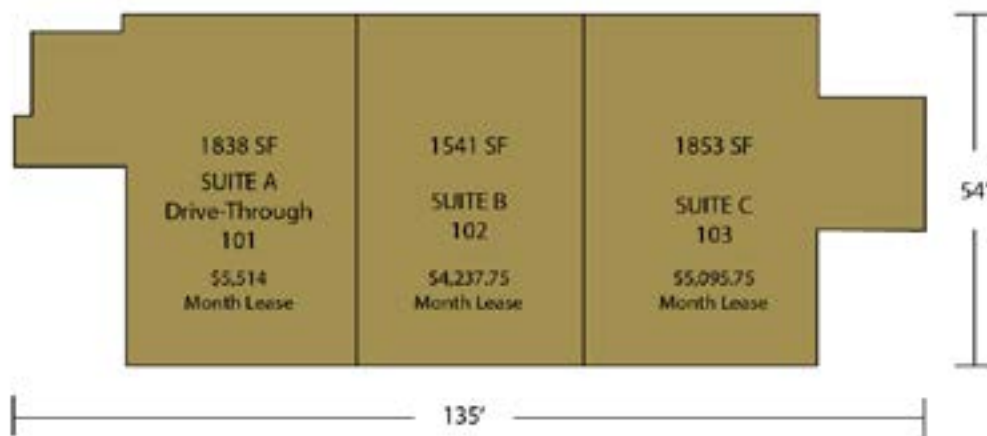 1838 SF
SUITE A
Drive-Through
101
$5,514
Month Lease
1541 SF
SUITE B
102
$4,237.75
Month Lease
1853 SF
SUITE C
103
$5,095.75
Month Lease
54'
135'